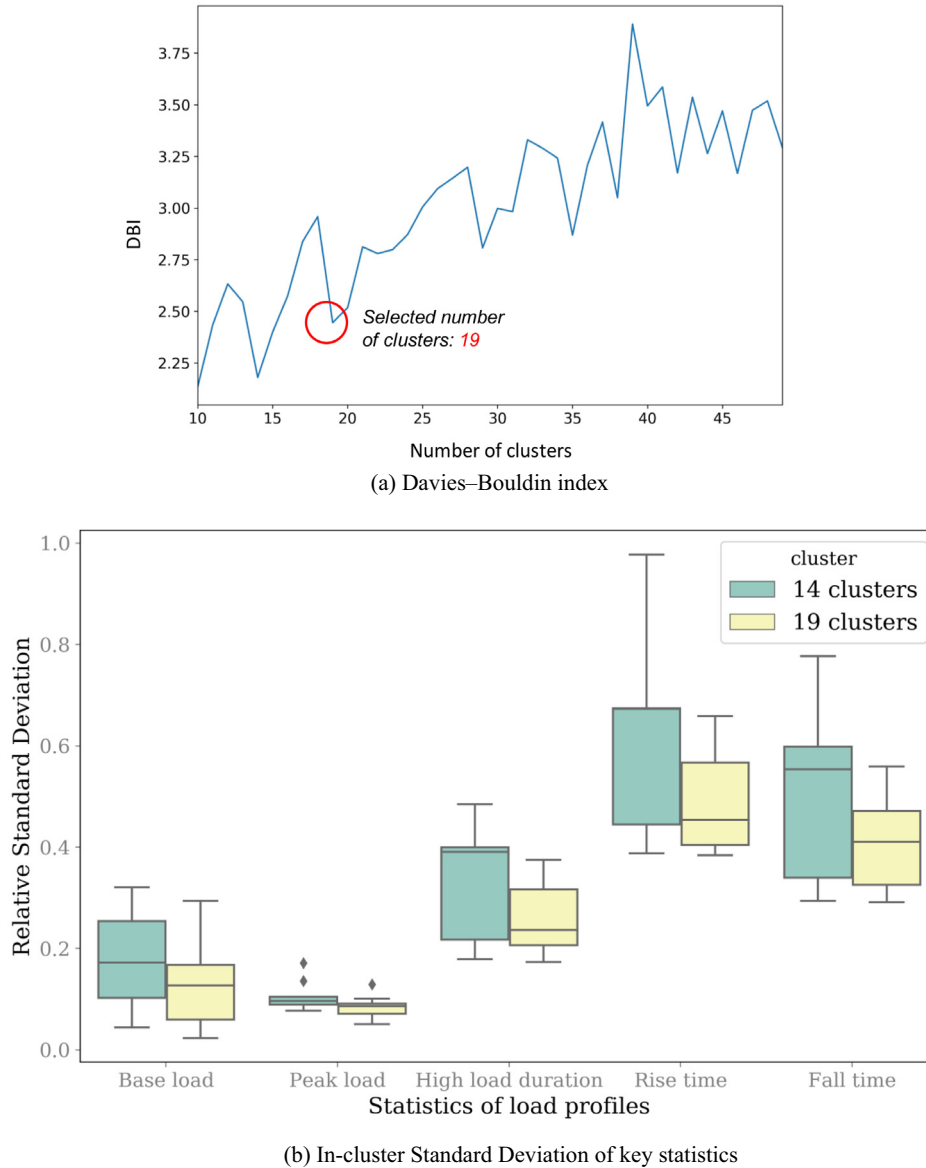 3.75
3.50
3.25
3.00
2.75
2.50
2.25
DBI
Selected number
of clusters: 19
10 15 20 25 30 35 40 45
Number of clusters
(a) Davies–Bouldin index
1.0
0.8
0.6
0.4
0.2
0.0
Relative Standard Deviation
cluster
14 clusters
19 clusters
Base load Peak load High load duration Rise time Fall time
Statistics of load profiles
(b) In-cluster Standard Deviation of key statistics